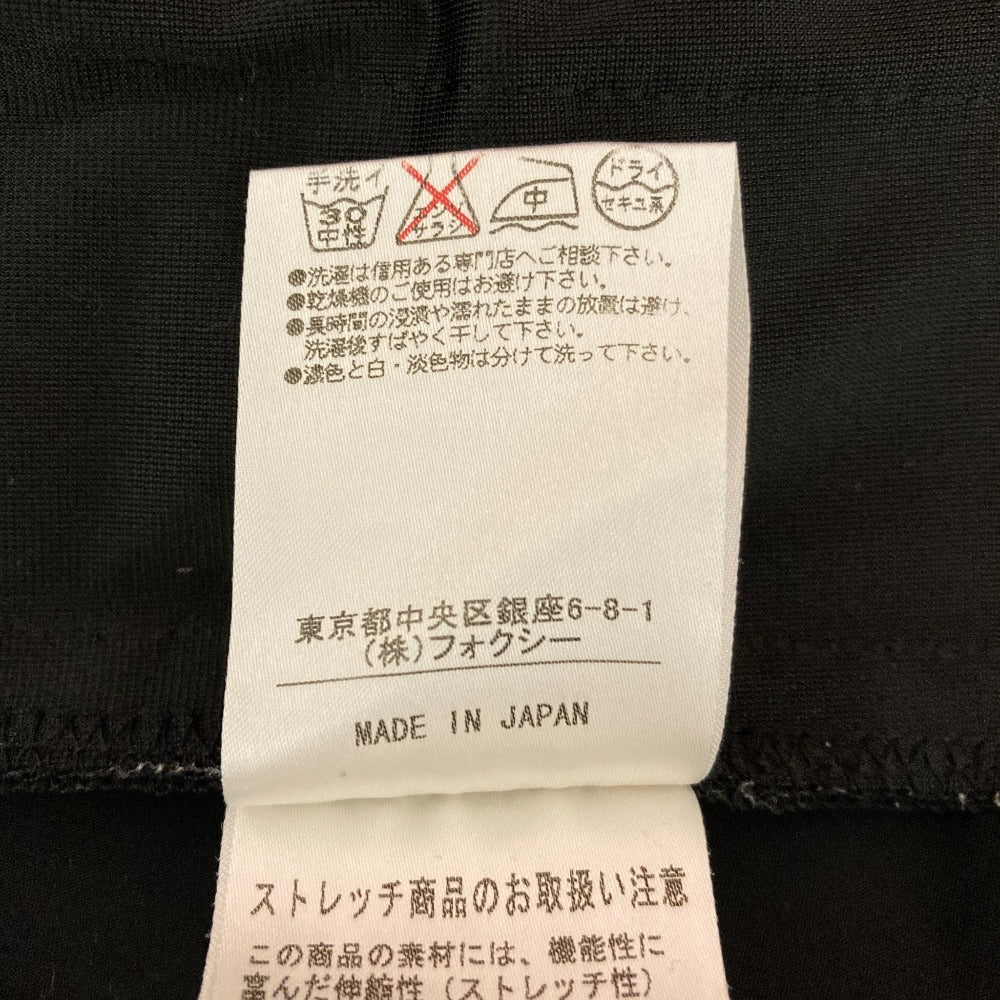 手洗イ
30
中性
エンソ
サラシ
中
ドライ
セキユ系
●洗濯は信用ある専門店へご相談下さい。
●乾燥機のご使用はお避け下さい。
●長時間の浸漬や濡れたままの放置は避け、
洗濯後すばやく干して下さい。
●濃色と白・淡色物は分けて洗って下さい。
東京都中央区銀座6-8-1
(株)フォクシー
MADE IN JAPAN
ストレッチ商品のお取扱い注意
この商品の素材には、機能性に
富んだ伸縮性(ストレッチ性)